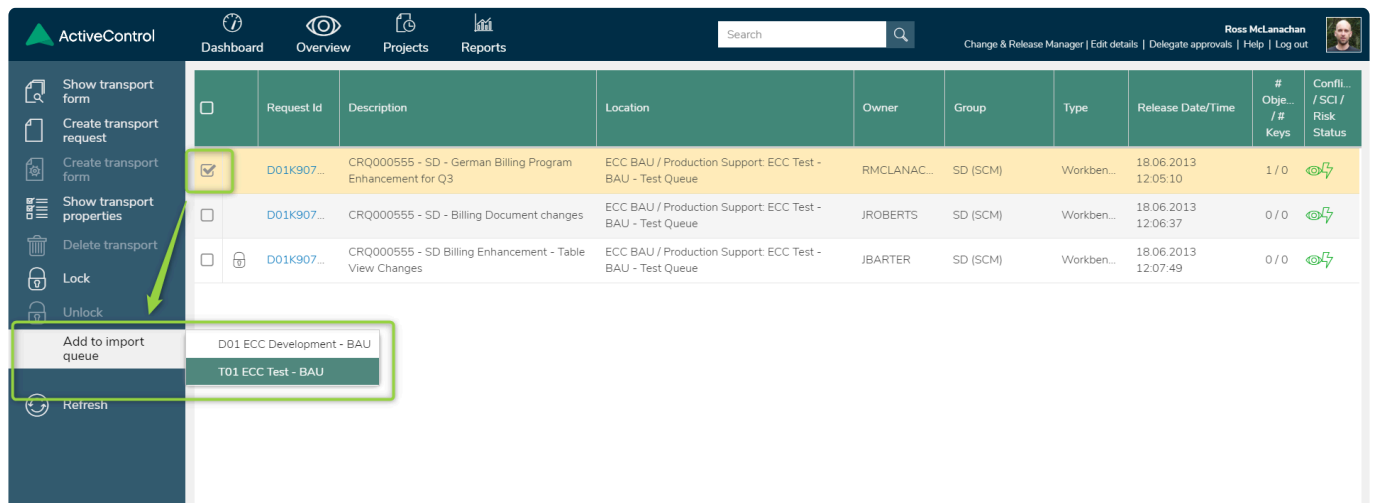 ActiveControl
Dashboard
Overview
Projects
Reports
Search
Ross McLanachan
Change & Release Manager | Edit details | Delegate approvals | Help | Log out
Show transport
form
Create transport
request
Create transport
form
Show transport
properties
Delete transport
Lock
Unlock
Add to import
queue
Refresh
D01 ECC Development - BAU
T01 ECC Test - BAU
Request Id
Description
Location
Owner
Group
Type
Release Date/Time
#
Obje...
/ #
Keys
Confli...
/ SCI /
Risk
Status
D01K907...
CRQ000555 - SD - German Billing Program
Enhancement for Q3
ECC BAU / Production Support: ECC Test -
BAU - Test Queue
RMCLANAC...
SD (SCM)
Workben...
18.06.2013
12:05:10
1 / 0
D01K907...
CRQ000555 - SD - Billing Document changes
ECC BAU / Production Support: ECC Test -
BAU - Test Queue
JROBERTS
SD (SCM)
Workben...
18.06.2013
12:06:37
0 / 0
D01K907...
CRQ000555 - SD Billing Enhancement - Table
View Changes
ECC BAU / Production Support: ECC Test -
BAU - Test Queue
JBARTER
SD (SCM)
Workben...
18.06.2013
12:07:49
0 / 0